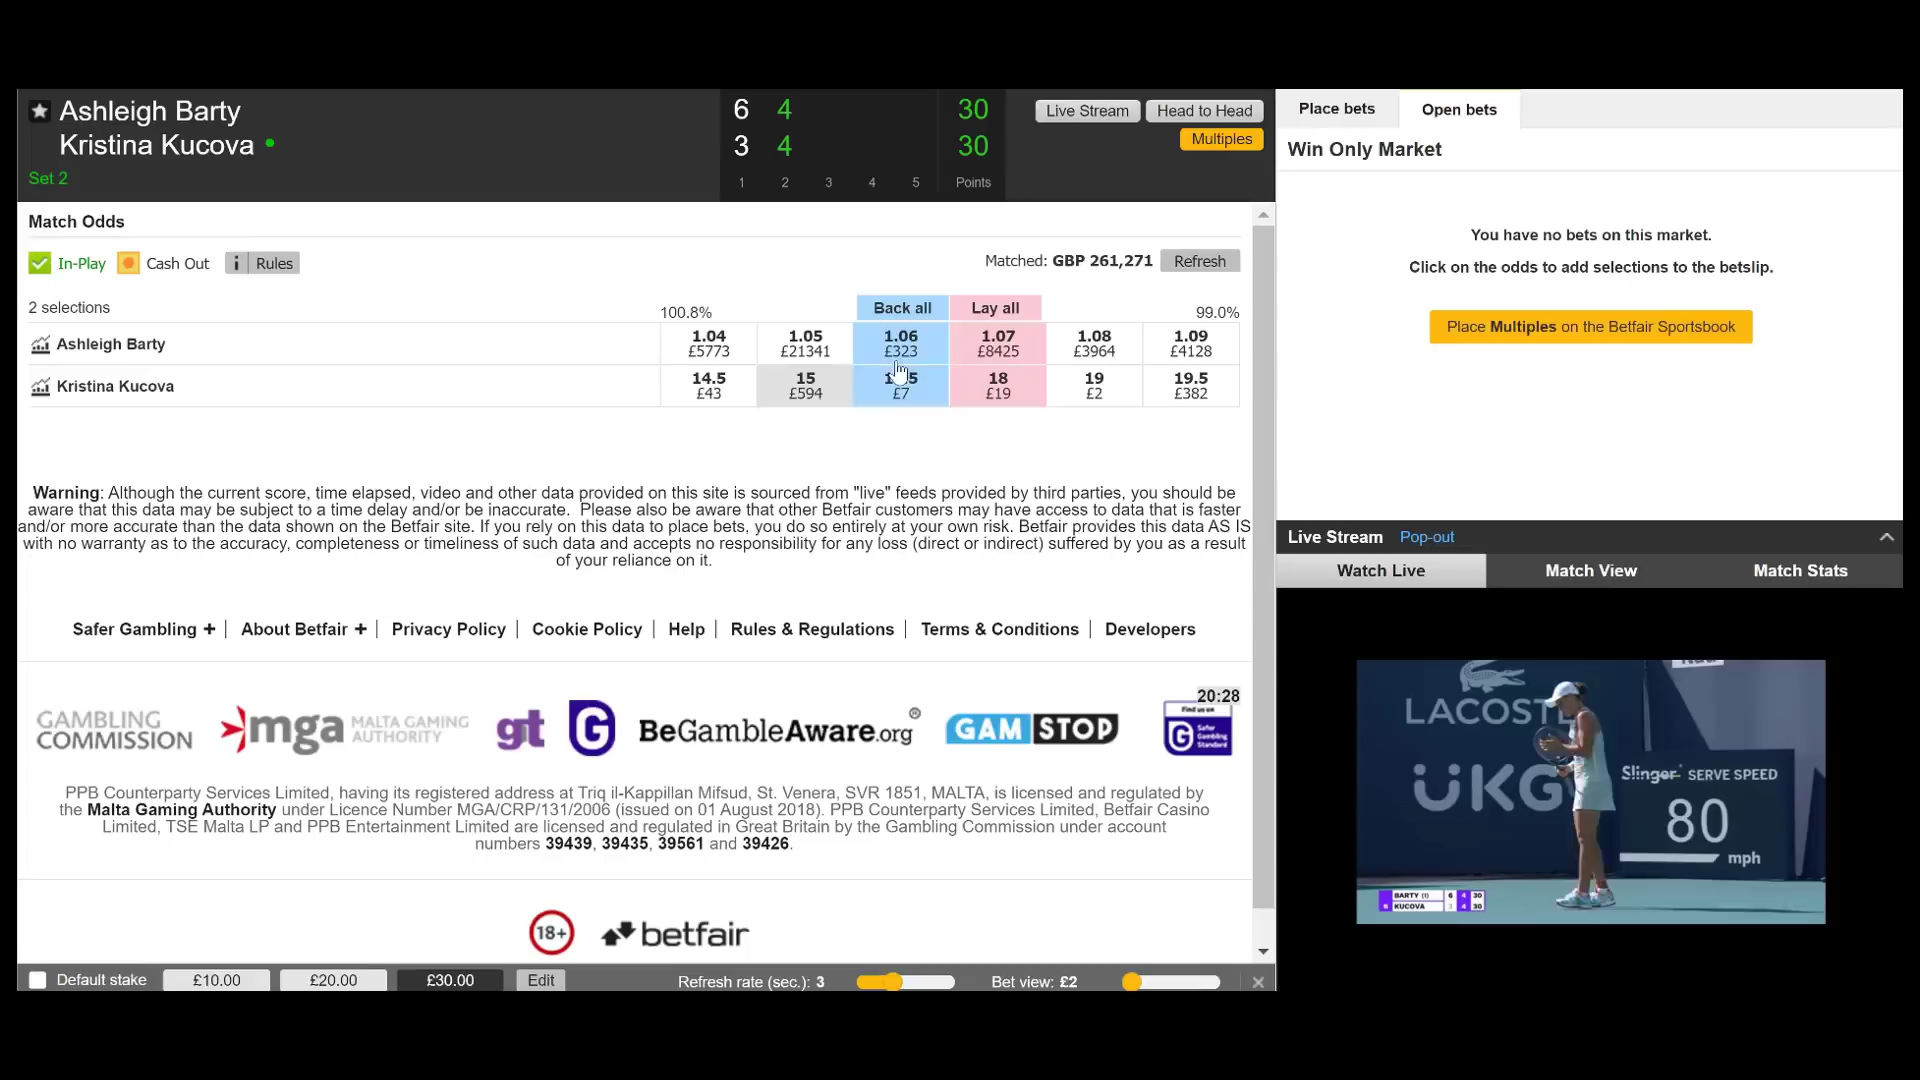 Ashleigh Barty
Kristina Kucova
Set 2
6 4 30
3 4 30
1 2 3 4 5 Points
Live Stream Head to Head
Multiples
Match Odds
In-Play Cash Out i Rules
Matched: GBP 261,271 Refresh
2 selections 100.8% Back all Lay all 99.0%
Ashleigh Barty 1.04 1.05 1.06 1.07 1.08 1.09
£5773 £21341 £323 £8425 £3964 £4128
Kristina Kucova 14.5 15 18 19 19.5
£43 £594 £7 £19 £2 £382
Warning: Although the current score, time elapsed, video and other data provided on this site is sourced from "live" feeds provided by third parties, you should be
aware that this data may be subject to a time delay and/or be inaccurate. Please also be aware that other Betfair customers may have access to data that is faster
and/or more accurate than the data shown on the Betfair site. If you rely on this data to place bets, you do so entirely at your own risk. Betfair provides this data AS IS
with no warranty as to the accuracy, completeness or timeliness of such data and accepts no responsibility for any loss (direct or indirect) suffered by you as a result
of your reliance on it.
Safer Gambling + | About Betfair + | Privacy Policy | Cookie Policy | Help | Rules & Regulations | Terms & Conditions | Developers
20:28
GAMBLING
COMMISSION
mga MALTA GAMING
AUTHORITY
gt
G
BeGambleAware.org®
GAMSTOP
Find us on
G Safer
Gambling
Standard
PPB Counterparty Services Limited, having its registered address at Triq il-Kappillan Mifsud, St. Venera, SVR 1851, MALTA, is licensed and regulated by
the Malta Gaming Authority under Licence Number MGA/CRP/131/2006 (issued on 01 August 2018). PPB Counterparty Services Limited, Betfair Casino
Limited, TSE Malta LP and PPB Entertainment Limited are licensed and regulated in Great Britain by the Gambling Commission under account
numbers 39439, 39435, 39561 and 39426.
18+ betfair
Default stake £10.00 £20.00 £30.00 Edit Refresh rate (sec.): 3 Bet view: £2
Place bets Open bets
Win Only Market
You have no bets on this market.
Click on the odds to add selections to the betslip.
Place Multiples on the Betfair Sportsbook
Live Stream Pop-out
Watch Live Match View Match Stats
LACOSTE
UKG
Slinger SERVE SPEED
80
mph
BARTY (1) 6 4 30
KUCOVA 3 4 30